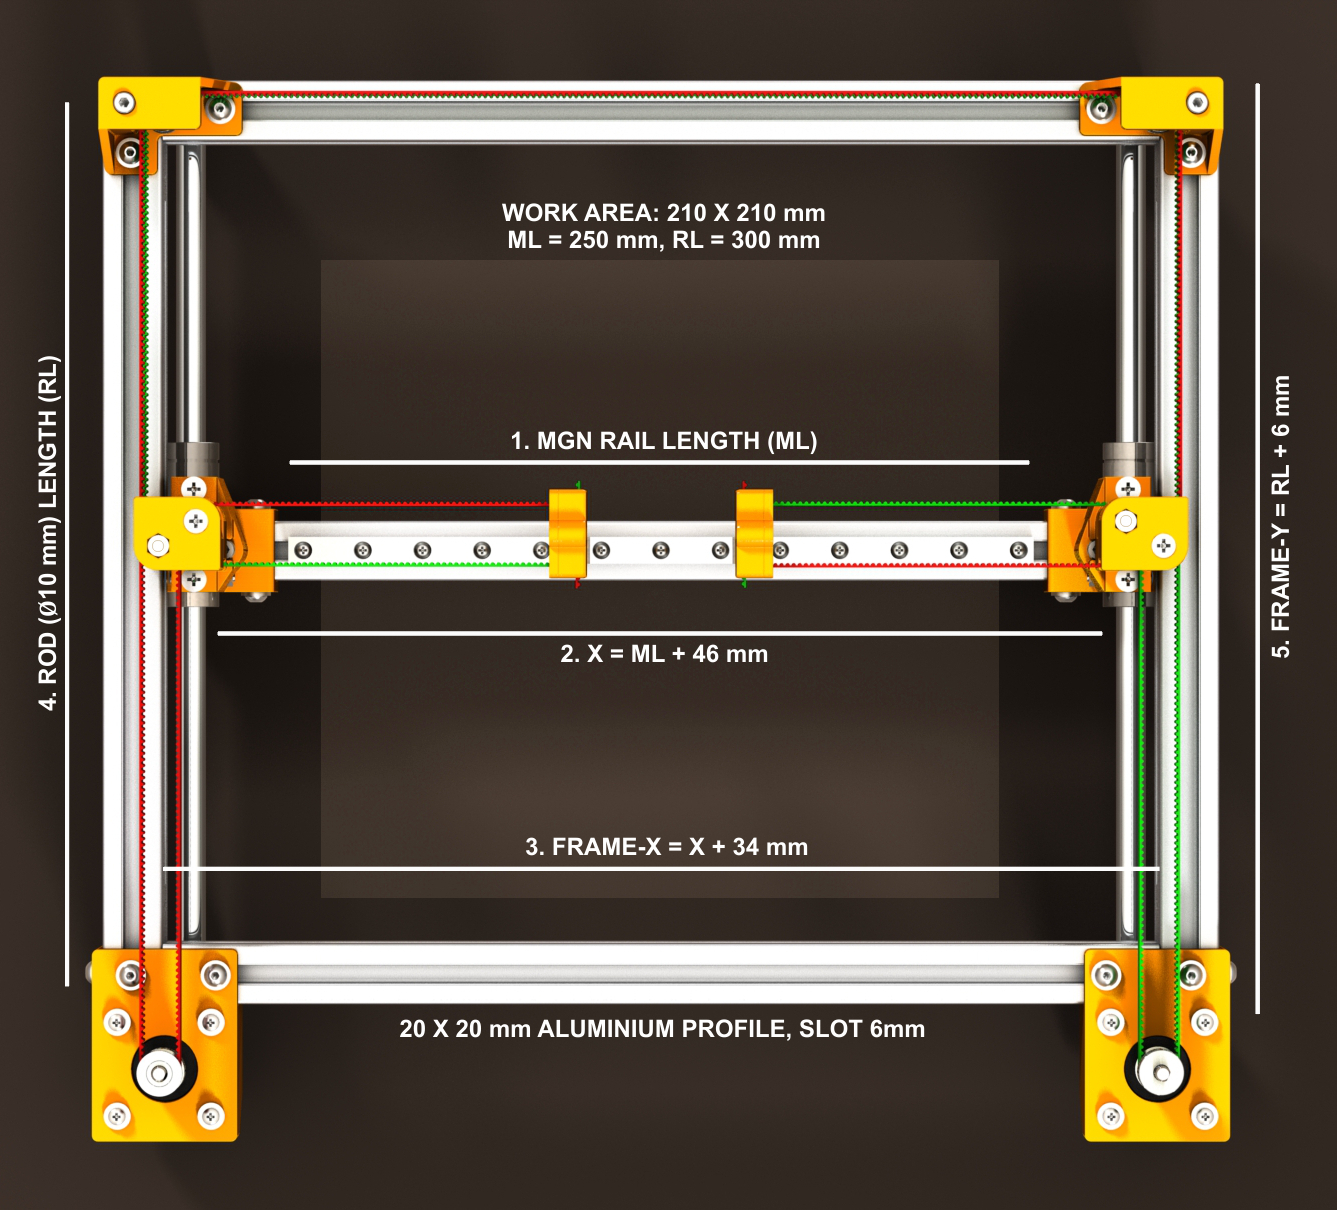 WORK AREA: 210 X 210 mm
ML = 250 mm, RL = 300 mm
1. MGN RAIL LENGTH (ML)
4. ROD (Ø10 mm) LENGTH (RL)
5. FRAME-Y = RL + 6 mm
2. X = ML + 46 mm
3. FRAME-X = X + 34 mm
20 X 20 mm ALUMINIUM PROFILE, SLOT 6mm